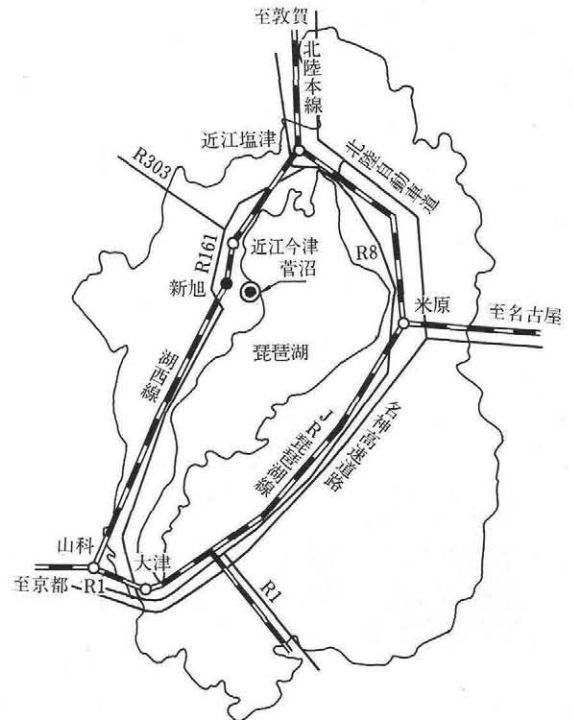 至敦賀
北陸本線
近江塩津
北陸自動車道
R303
R161
近江今津
菅沼
R8
新旭
米原
至名古屋
琵琶湖
湖西線
JR琵琶湖線
名神高速道路
山科
大津
至京都
R1
R1